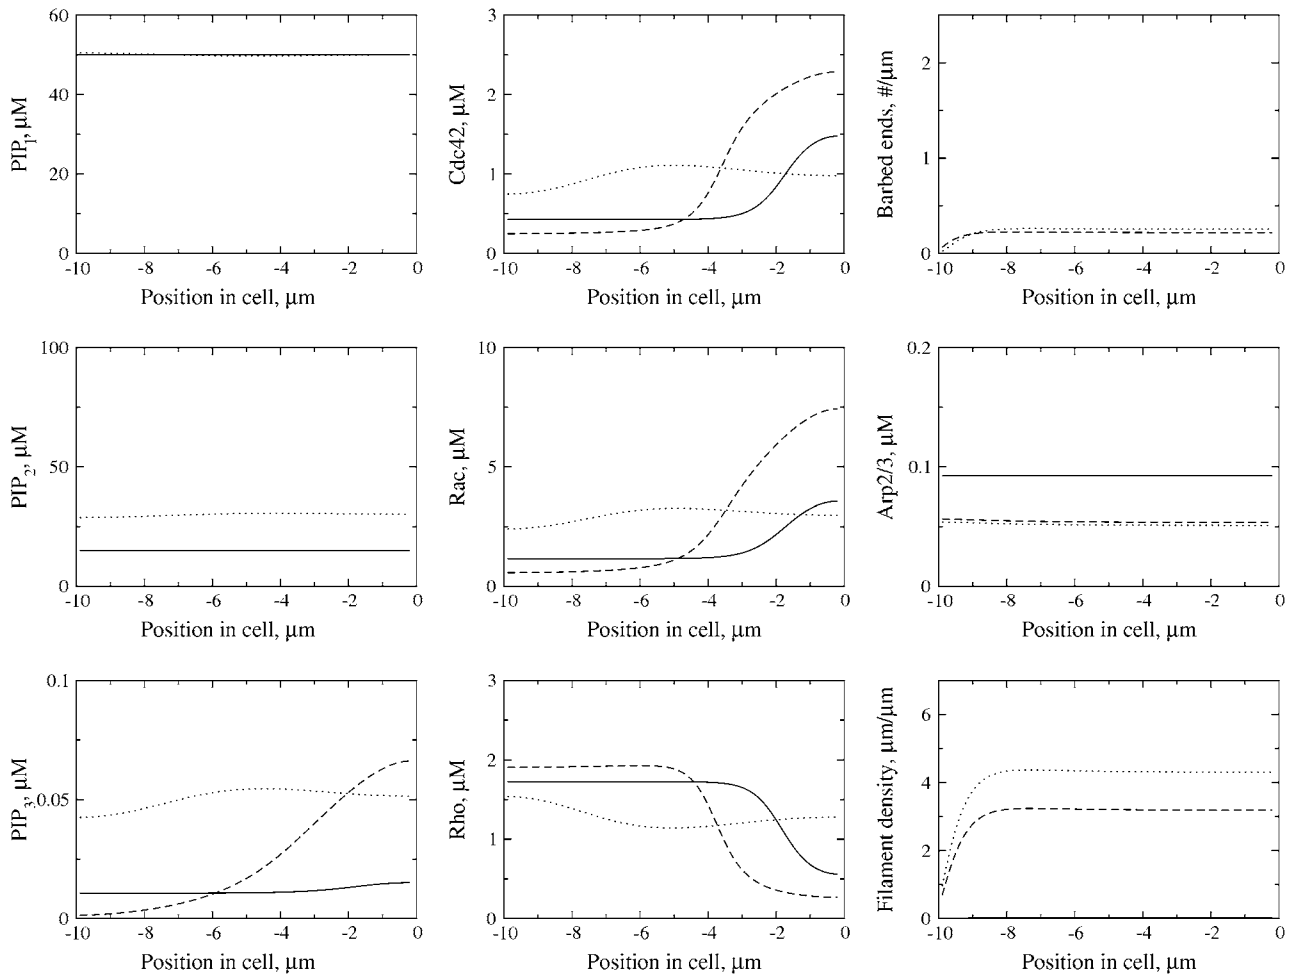 60
40
20
0
PIP1, μM
-10 -8 -6 -4 -2 0
Position in cell, μm
3
2
1
0
Cdc42, μM
-10 -8 -6 -4 -2 0
Position in cell, μm
2
1
0
Barbed ends, #/μm
-10 -8 -6 -4 -2 0
Position in cell, μm
100
50
0
PIP2, μM
-10 -8 -6 -4 -2 0
Position in cell, μm
10
5
0
Rac, μM
-10 -8 -6 -4 -2 0
Position in cell, μm
0.2
0.1
0
Arp2/3, μM
-10 -8 -6 -4 -2 0
Position in cell, μm
0.1
0.05
0
PIP3, μM
-10 -8 -6 -4 -2 0
Position in cell, μm
3
2
1
0
Rho, μM
-10 -8 -6 -4 -2 0
Position in cell, μm
6
4
2
0
Filament density, μm/μm
-10 -8 -6 -4 -2 0
Position in cell, μm